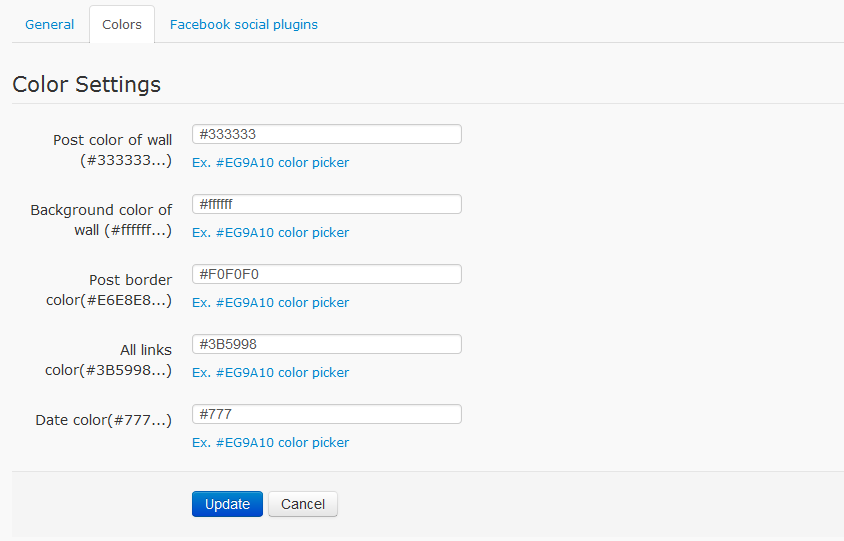 General Colors Facebook social plugins
Color Settings
Post color of wall
(#333333...)
#333333
Ex. #EG9A10 color picker
Background color of
wall (#ffffff...)
#ffffff
Ex. #EG9A10 color picker
Post border
color(#E6E8E8...)
#F0F0F0
Ex. #EG9A10 color picker
All links
color(#3B5998...)
#3B5998
Ex. #EG9A10 color picker
Date color(#777...)
#777
Ex. #EG9A10 color picker
Update Cancel